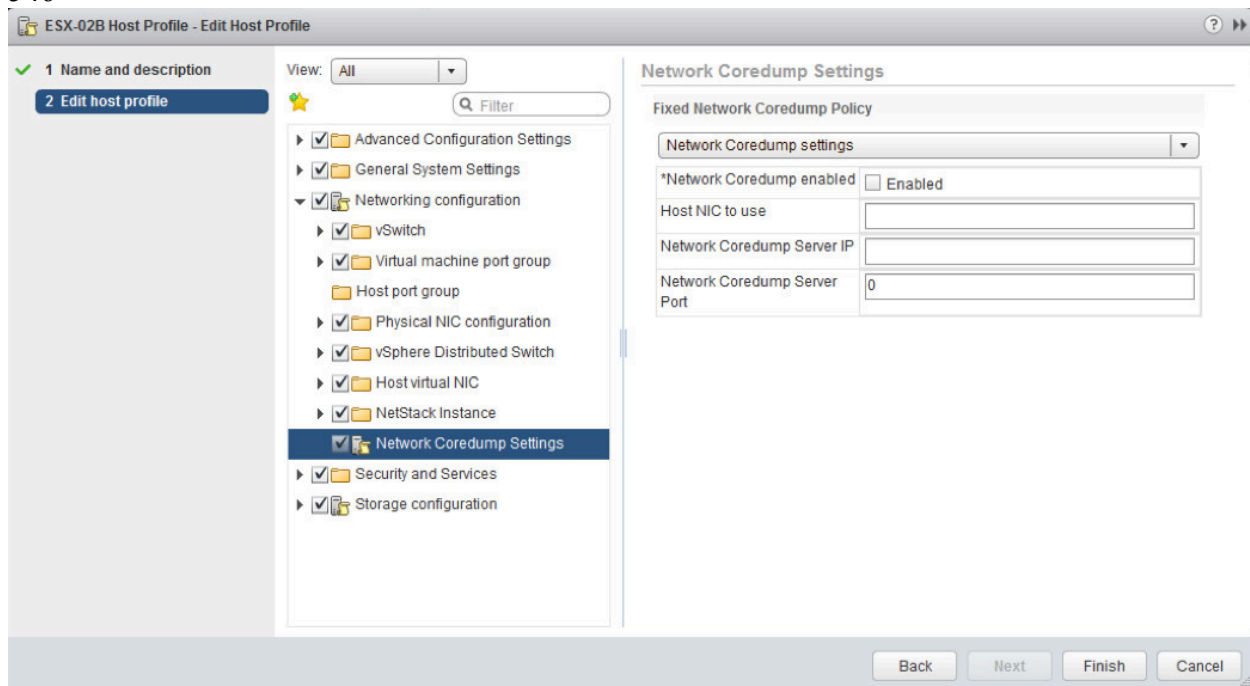 ESX-02B Host Profile - Edit Host Profile
?
1 Name and description
2 Edit host profile
View: All
Filter
Advanced Configuration Settings
General System Settings
Networking configuration
vSwitch
Virtual machine port group
Host port group
Physical NIC configuration
vSphere Distributed Switch
Host virtual NIC
NetStack Instance
Network Coredump Settings
Security and Services
Storage configuration
Network Coredump Settings
Fixed Network Coredump Policy
Network Coredump settings
*Network Coredump enabled Enabled
Host NIC to use
Network Coredump Server IP
Network Coredump Server
Port
0
Back Next Finish Cancel